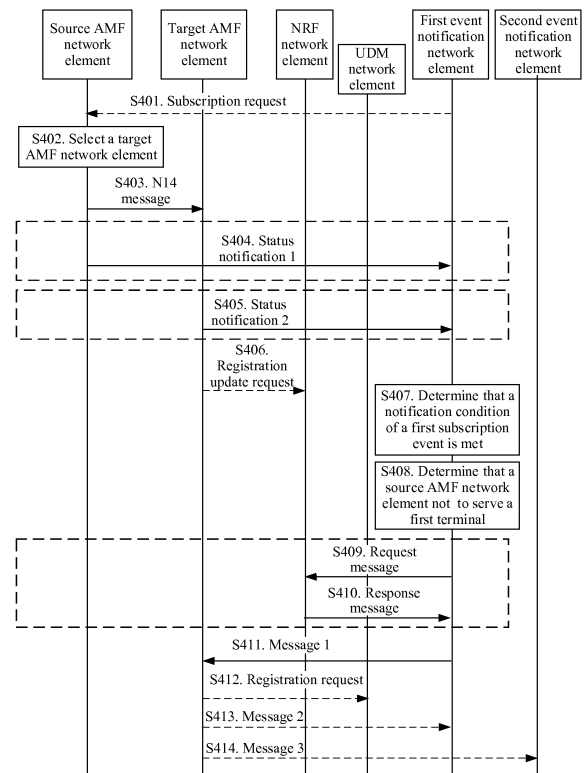 Source AMF
network
element
Target AMF
network
element
NRF
network
element
UDM
network
element
First event
notification
network
element
Second event
notification
network
element
S401. Subscription request
S402. Select a target
AMF network element
S403. N14
message
S404. Status
notification 1
S405. Status
notification 2
S406.
Registration
update request
S407. Determine that a
notification condition
of a first subscription
event is met
S408. Determine that a
source AMF network
element not to serve a
first terminal
S409. Request
message
S410. Response
message
S411. Message 1
S412. Registration request
S413. Message 2
S414. Message 3